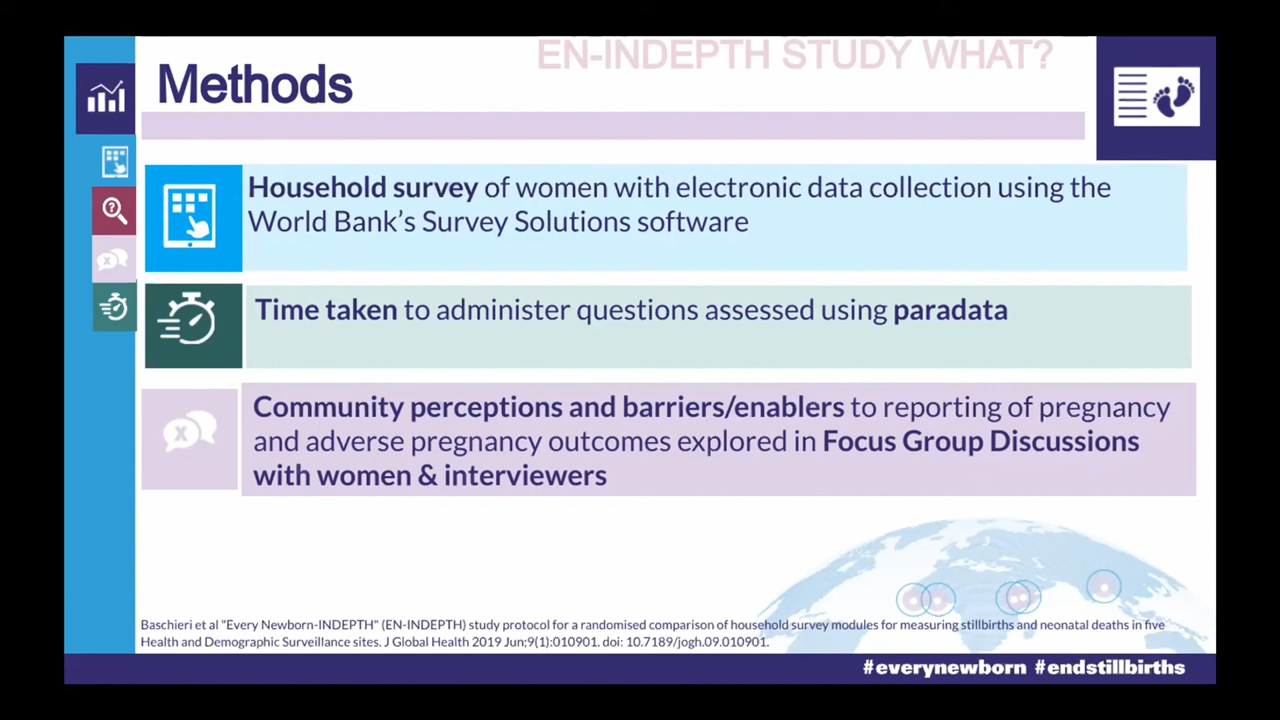 EN-INDEPTH STUDY WHAT?
Methods
Household survey of women with electronic data collection using the
World Bank's Survey Solutions software
Time taken to administer questions assessed using paradata
Community perceptions and barriers/enablers to reporting of pregnancy
and adverse pregnancy outcomes explored in Focus Group Discussions
with women & interviewers
Baschieri et al "Every Newborn-INDEPTH" (EN-INDEPTH) study protocol for a randomised comparison of household survey modules for measuring stillbirths and neonatal deaths in five
Health and Demographic Surveillance sites. J Global Health 2019 Jun;9(1):010901. doi: 10.7189/jogh.09.010901.
#everynewborn #endstillbirths